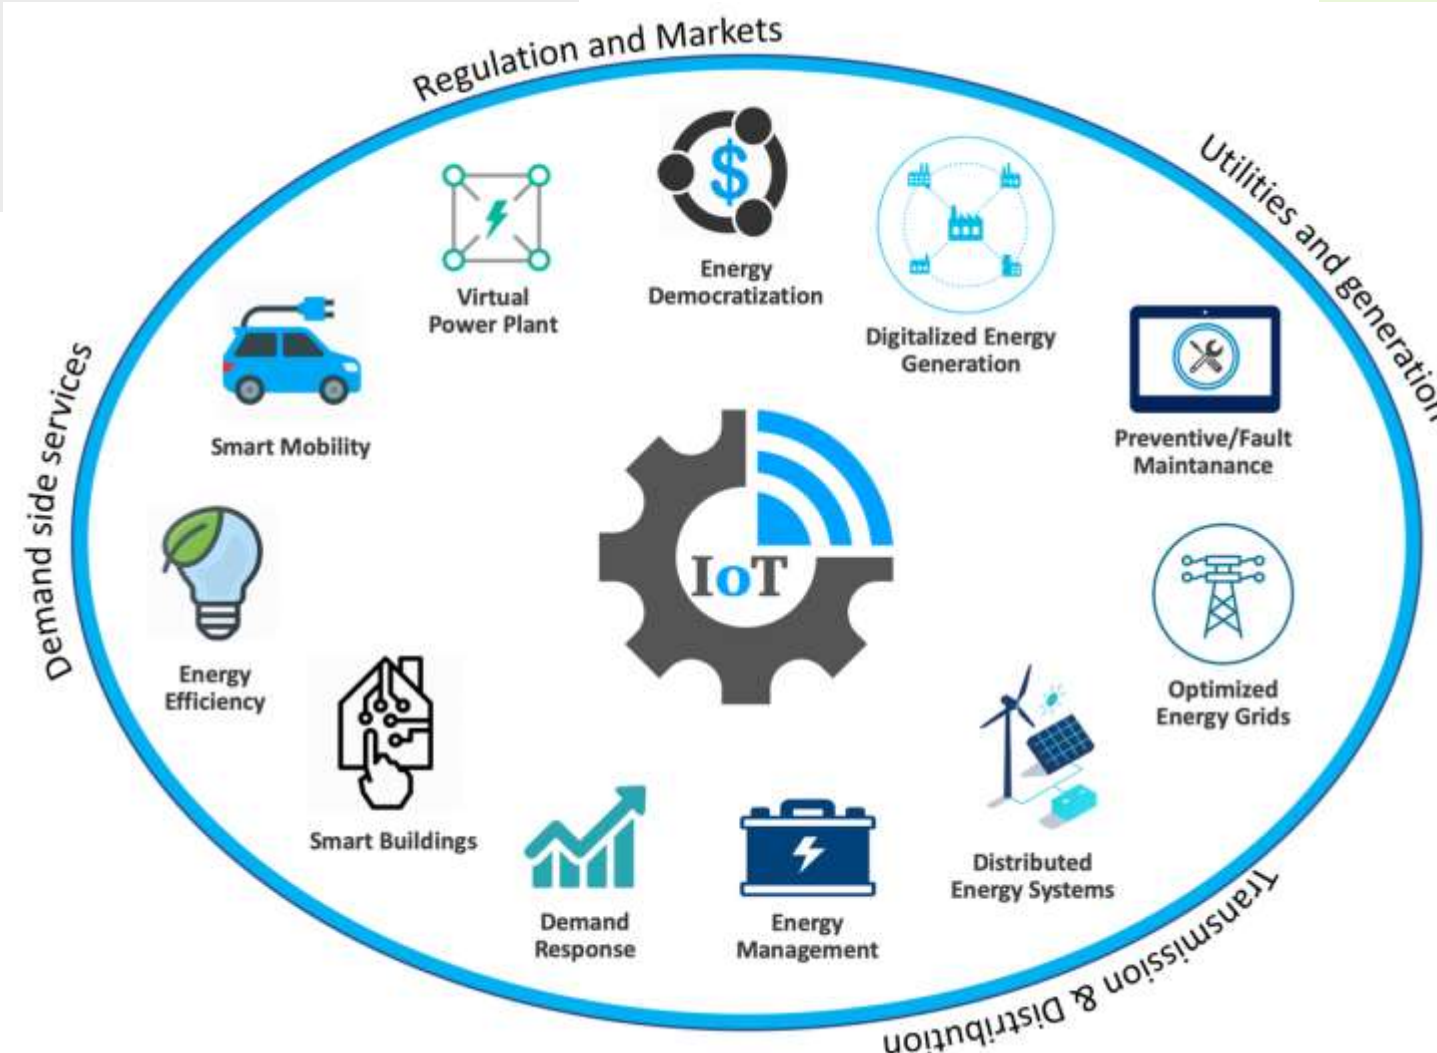 Regulation and Markets
Utilities and generation
Demand side services
Transmission & Distribution
$
Energy
Democratization
Virtual
Power Plant
Digitalized Energy
Generation
Smart Mobility
Preventive/Fault
Maintanance
IoT
Energy
Efficiency
Optimized
Energy Grids
Smart Buildings
Distributed
Energy Systems
Demand
Response
Energy
Management